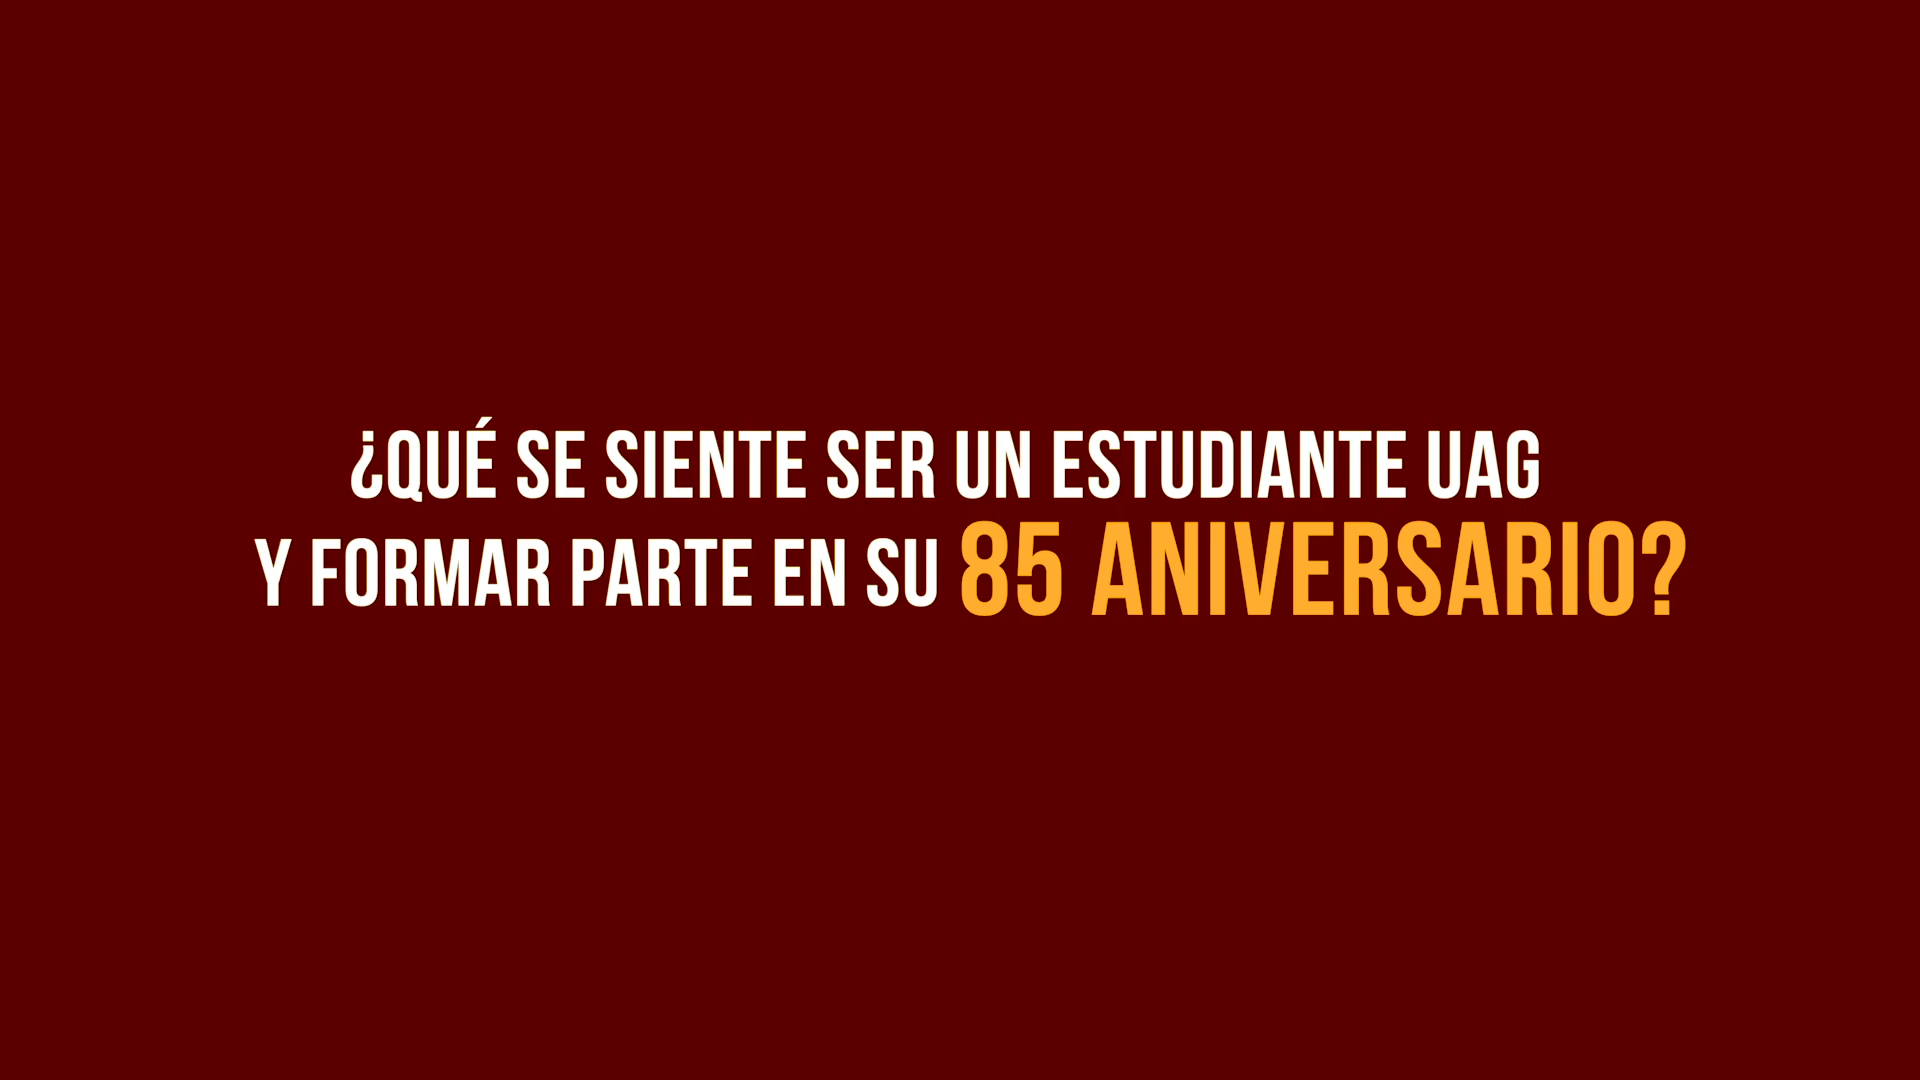 ¿QUÉ SE SIENTE SER UN ESTUDIANTE UAG
Y FORMAR PARTE EN SU 85 ANIVERSARIO?